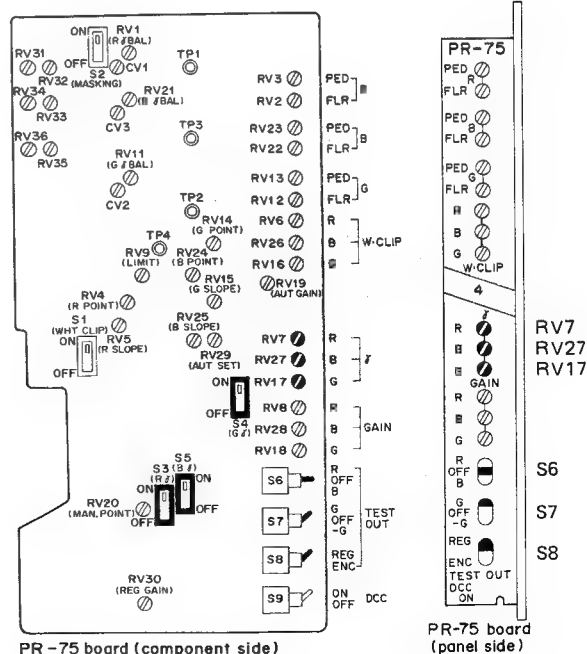 ON
RV1
(R γ BAL)
RV31
OFF
CV1
TP1
RV32
S2
(MASKING)
RV3
PED
RV34
RV21
RV2
FLR
RV33
CV3
TP3
RV23
PED
B
RV36
RV22
FLR
RV35
RV11
(G γ BAL)
RV13
PED
G
CV2
RV12
FLR
TP2
RV14
(G POINT)
RV6
R
TP4
RV26
B
W·CLIP
RV9
(LIMIT)
RV24
(B POINT)
RV16
RV15
(G SLOPE)
RV19
(AUT GAIN)
RV4
(R POINT)
S1
(WHT CLIP)
RV5
(R SLOPE)
RV25
(B SLOPE)
RV7
R
ON
RV29
(AUT SET)
RV27
B
γ
OFF
ON
RV17
G
OFF
RV8
S4
(G γ)
RV28
B
GAIN
RV18
G
S5
(B γ)
S3
(R γ)
ON
S6
R
OFF
B
ON
RV20
(MAN. POINT)
OFF
OFF
S7
G
OFF
-G
TEST
OUT
S8
REG
ENC
RV30
(REG GAIN)
S9
ON
OFF
DCC
PR-75 board (component side)
PR-75
PED
R
FLR
PED
B
FLR
PED
G
FLR
B
G
W·CLIP
4
γ
R
RV7
RV27
G
RV17
GAIN
R
G
R
OFF
B
S6
G
OFF
-G
S7
REG
S8
ENC
TEST OUT
DCC
ON
PR-75 board
(panel side)